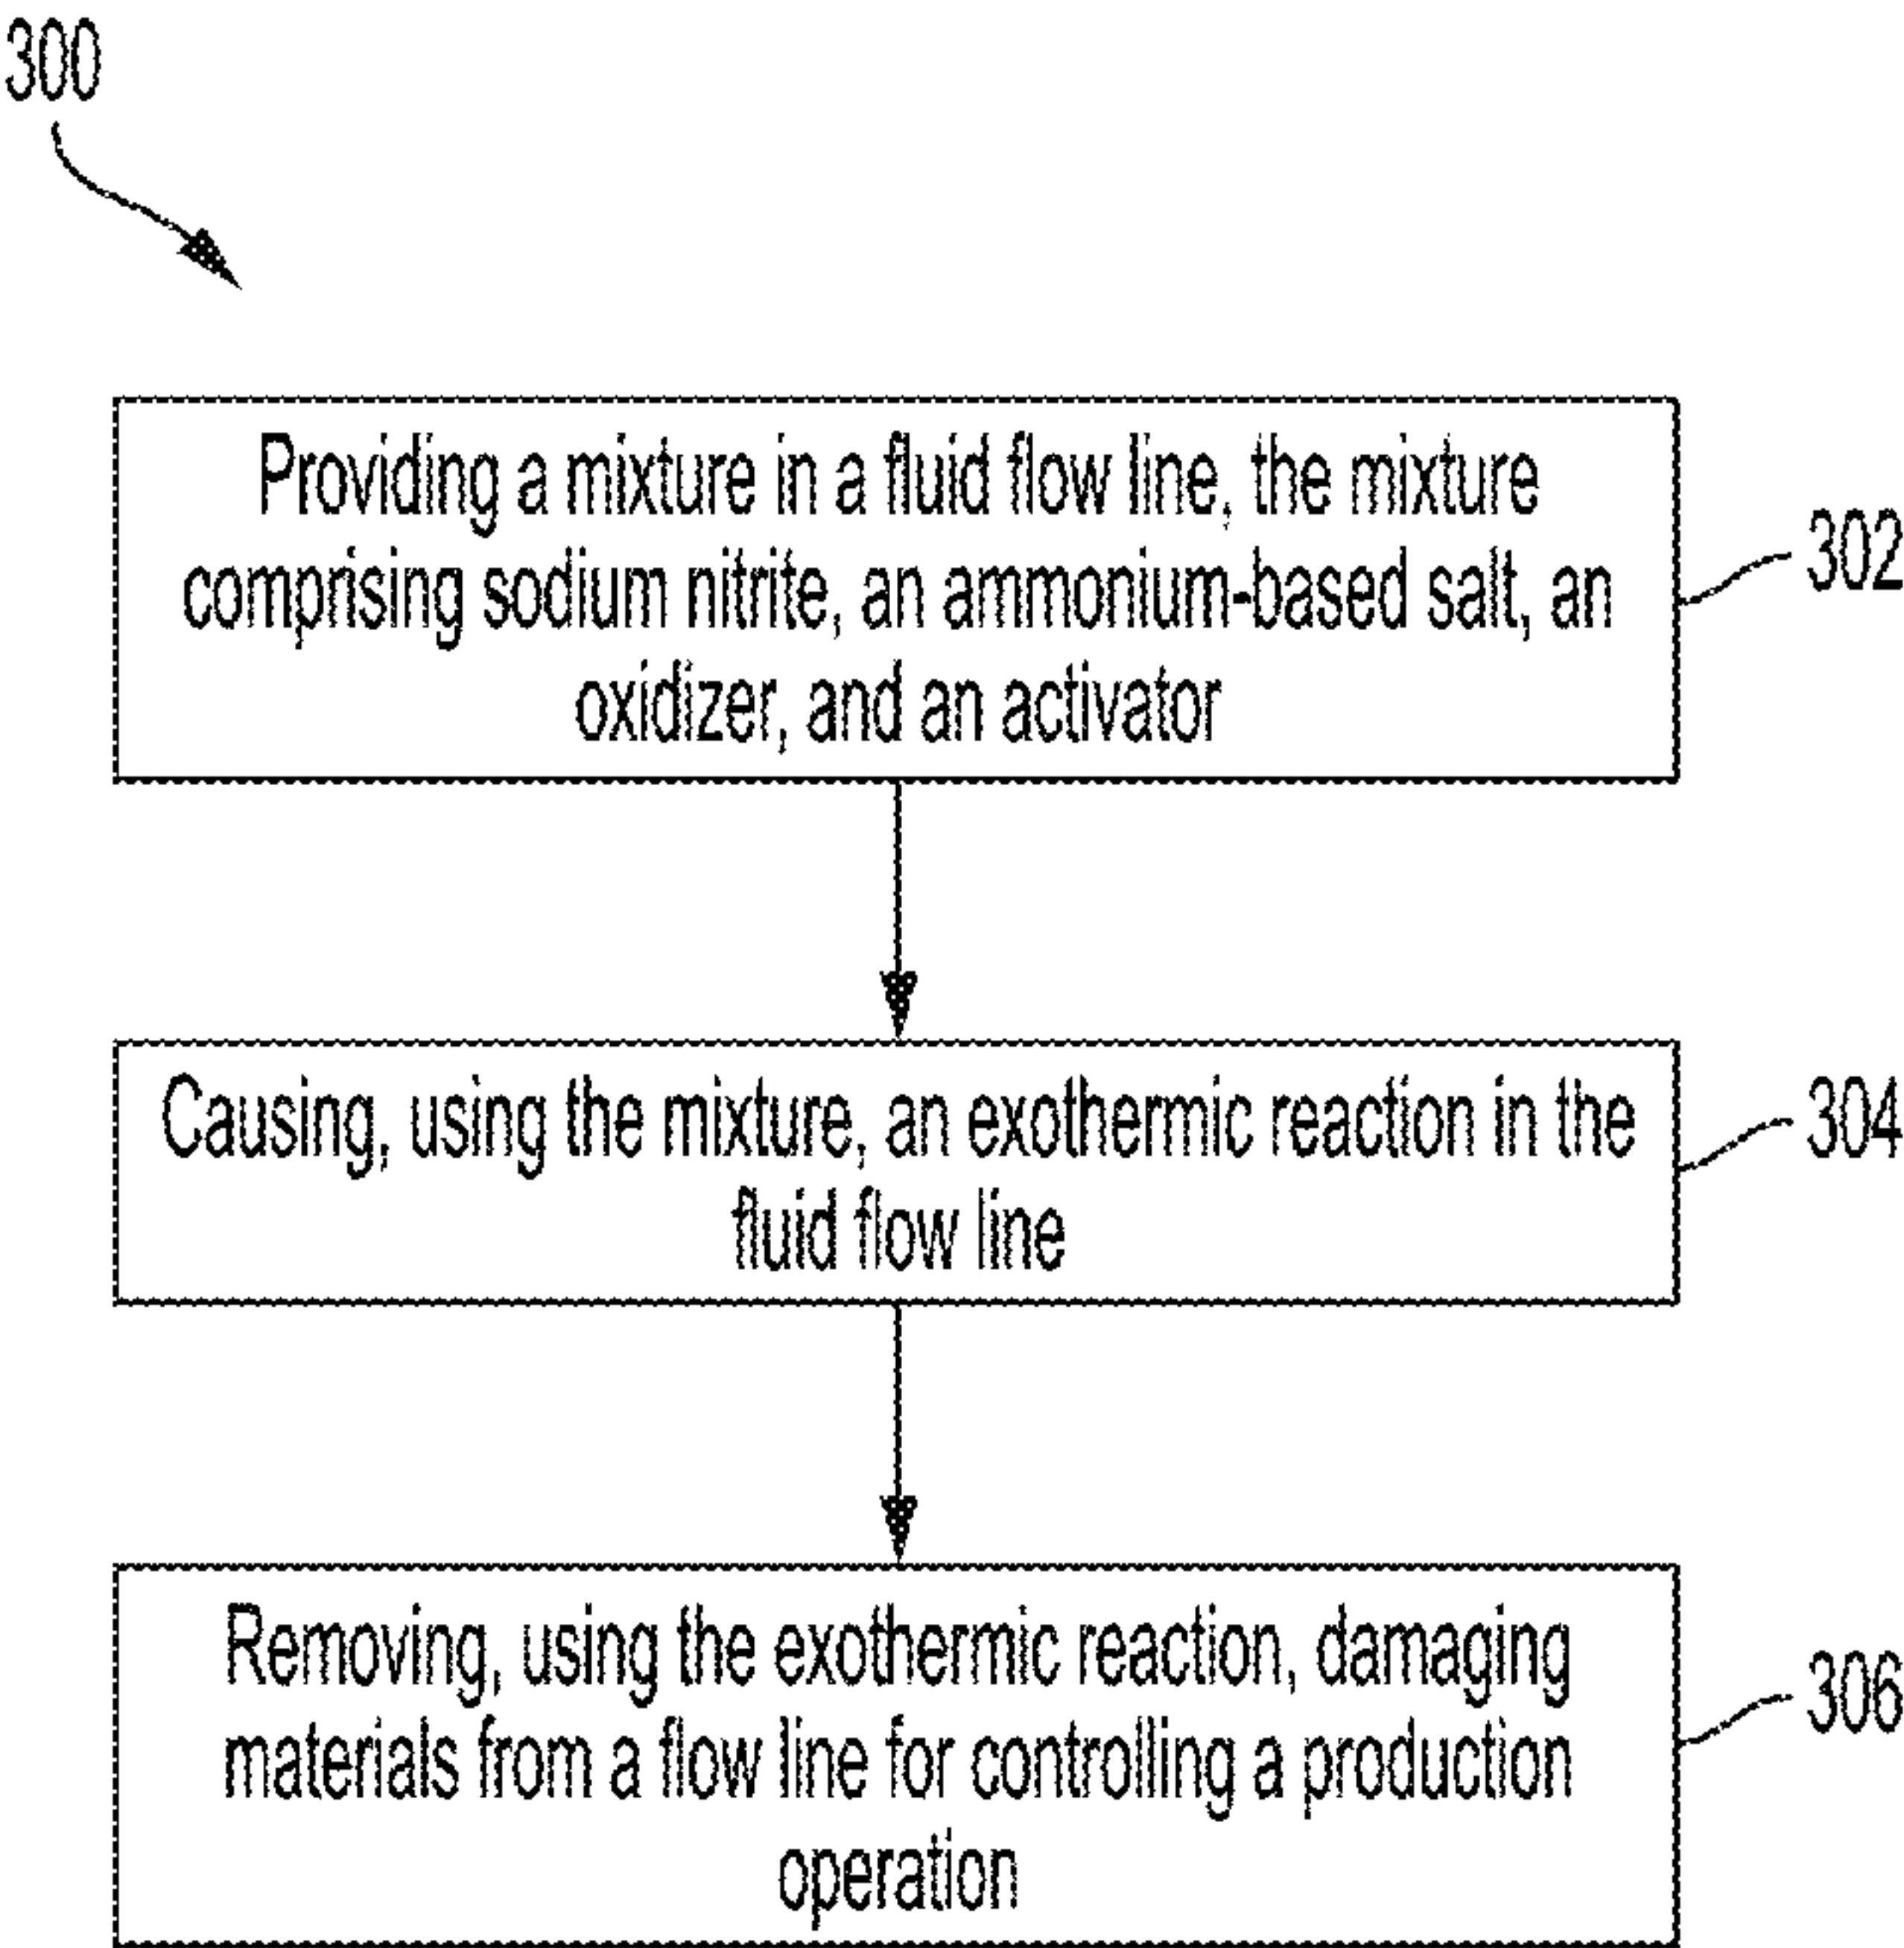 300
Providing a mixture in a fluid flow line, the mixture
comprising sodium nitrite, an ammonium-based salt, an
oxidizer, and an activator
302
Causing, using the mixture, an exothermic reaction in the
fluid flow line
304
Removing, using the exothermic reaction, damaging
materials from a flow line for controlling a production
operation
306